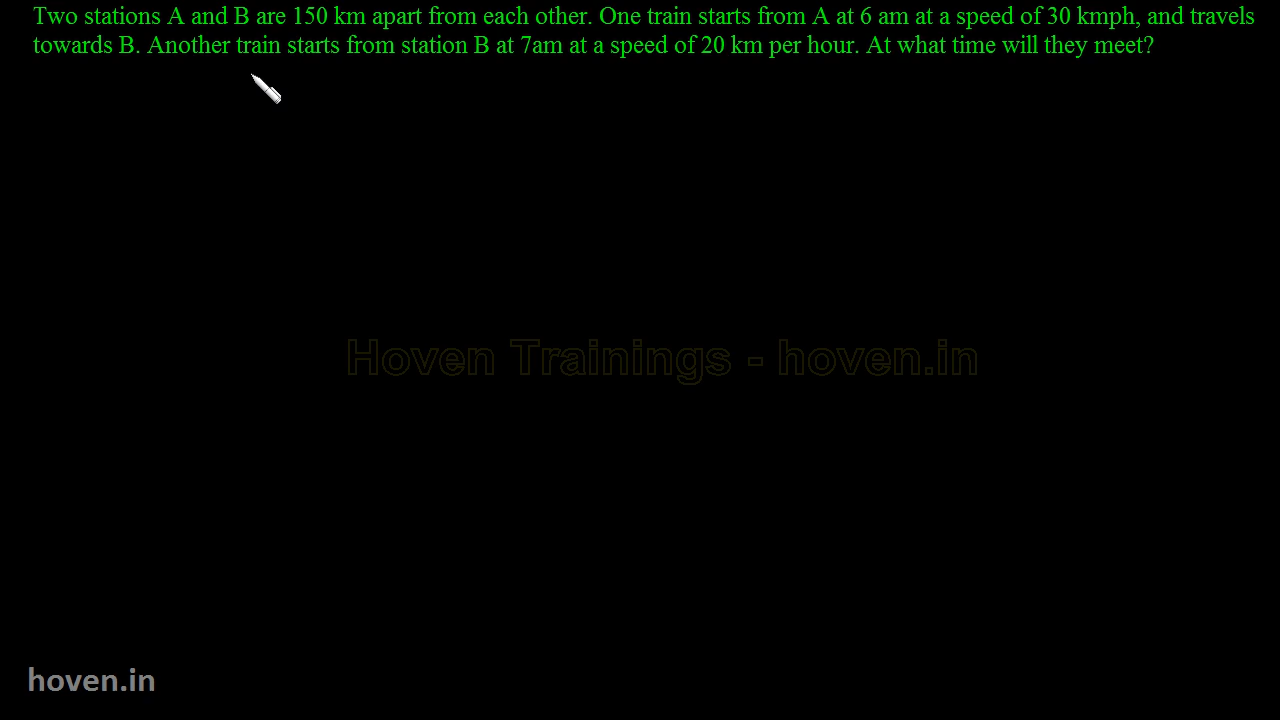 Two stations A and B are 150 km apart from each other. One train starts from A at 6 am at a speed of 30 kmph, and travels
towards B. Another train starts from station B at 7am at a speed of 20 km per hour. At what time will they meet?
Hoven Trainings - hoven.in
hoven.in